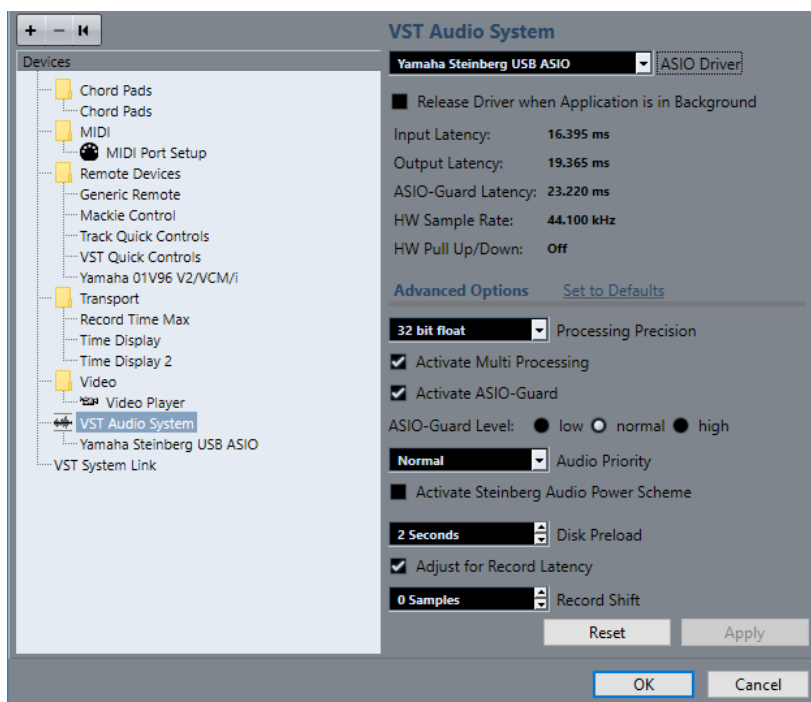 Devices
Chord Pads
Chord Pads
MIDI
MIDI Port Setup
Remote Devices
Generic Remote
Mackie Control
Track Quick Controls
VST Quick Controls
Yamaha 01V96 V2/VCM/i
Transport
Record Time Max
Time Display
Time Display 2
Video
Video Player
VST Audio System
Yamaha Steinberg USB ASIO
VST System Link
VST Audio System
Yamaha Steinberg USB ASIO ASIO Driver
Release Driver when Application is in Background
Input Latency: 16.395 ms
Output Latency: 19.365 ms
ASIO-Guard Latency: 23.220 ms
HW Sample Rate: 44.100 kHz
HW Pull Up/Down: Off
Advanced Options Set to Defaults
32 bit float Processing Precision
Activate Multi Processing
Activate ASIO-Guard
ASIO-Guard Level: low normal high
Normal Audio Priority
Activate Steinberg Audio Power Scheme
2 Seconds Disk Preload
Adjust for Record Latency
0 Samples Record Shift
Reset Apply
OK Cancel